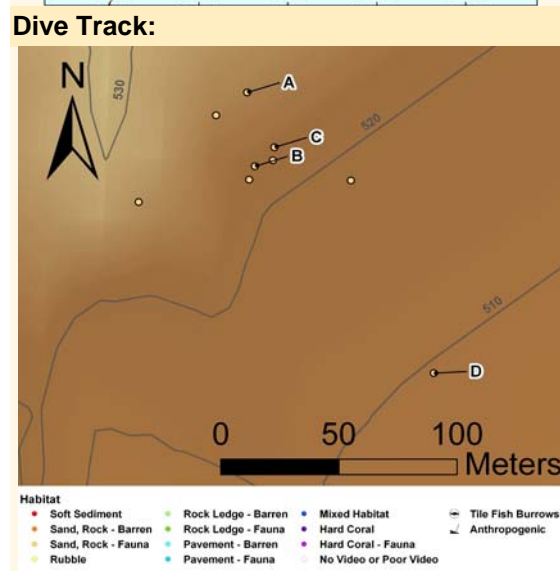 Dive Track:
N
530
A
C
520
B
510
D
0 50 100
Meters
Habitat
Soft Sediment
Sand, Rock - Barren
Sand, Rock - Fauna
Rubble
Rock Ledge - Barren
Rock Ledge - Fauna
Pavement - Barren
Pavement - Fauna
Mixed Habitat
Hard Coral
Hard Coral - Fauna
No Video or Poor Video
Tile Fish Burrows
Anthropogenic